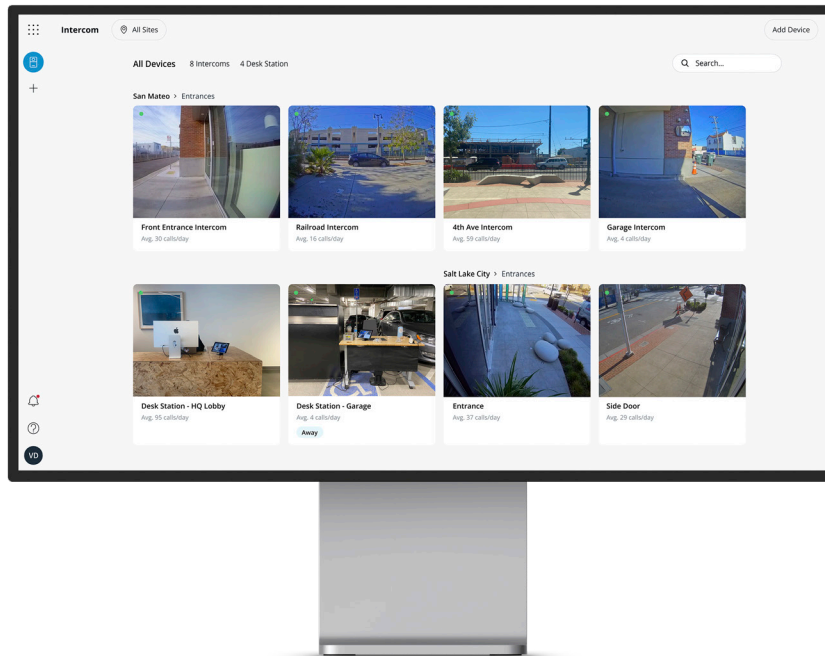 Intercom
All Sites
Add Device
All Devices
8 Intercoms
4 Desk Station
Search...
San Mateo > Entrances
Front Entrance Intercom
Avg. 30 calls/day
Railroad Intercom
Avg. 16 calls/day
4th Ave Intercom
Avg. 59 calls/day
Garage Intercom
Avg. 4 calls/day
Salt Lake City > Entrances
Desk Station - HQ Lobby
Avg. 95 calls/day
Desk Station - Garage
Avg. 4 calls/day
Away
Entrance
Avg. 37 calls/day
Side Door
Avg. 29 calls/day
VD